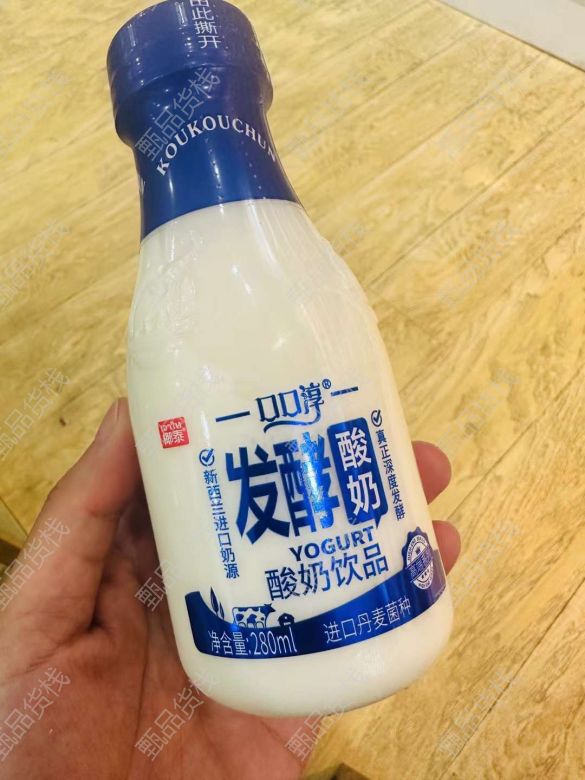 由此撕开
KOUKOUCHUN
口口淳®
椰泰®
发酵
酸奶
新西兰进口奶源
真正深度发酵
YOGURT
酸奶饮品
净含量:280ml
进口丹麦菌种
甄品货栈